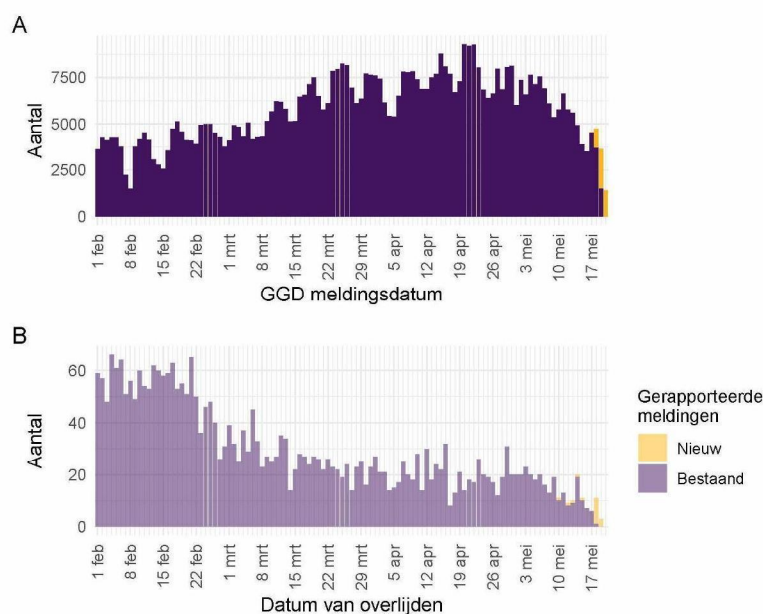 A
Aantal
7500
5000
2500
0
1 feb
8 feb
15 feb
22 feb
1 mrt
8 mrt
15 mrt
22 mrt
29 mrt
5 apr
12 apr
19 apr
26 apr
3 mei
10 mei
17 mei
GGD meldingsdatum
B
Aantal
60
40
20
0
1 feb
8 feb
15 feb
22 feb
1 mrt
8 mrt
15 mrt
22 mrt
29 mrt
5 apr
12 apr
19 apr
26 apr
3 mei
10 mei
17 mei
Datum van overlijden
Gerapporteerde
meldingen
Nieuw
Bestaand